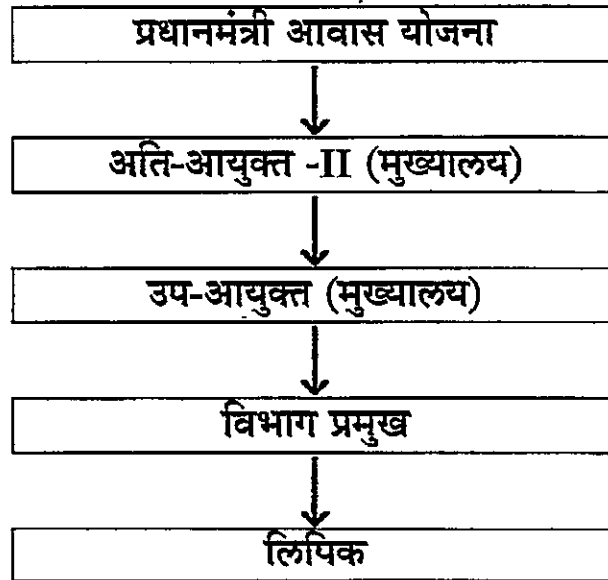 प्रधानमंत्री आवास योजना
अति-आयुक्त -II (मुख्यालय)
उप-आयुक्त (मुख्यालय)
विभाग प्रमुख
लिपिक